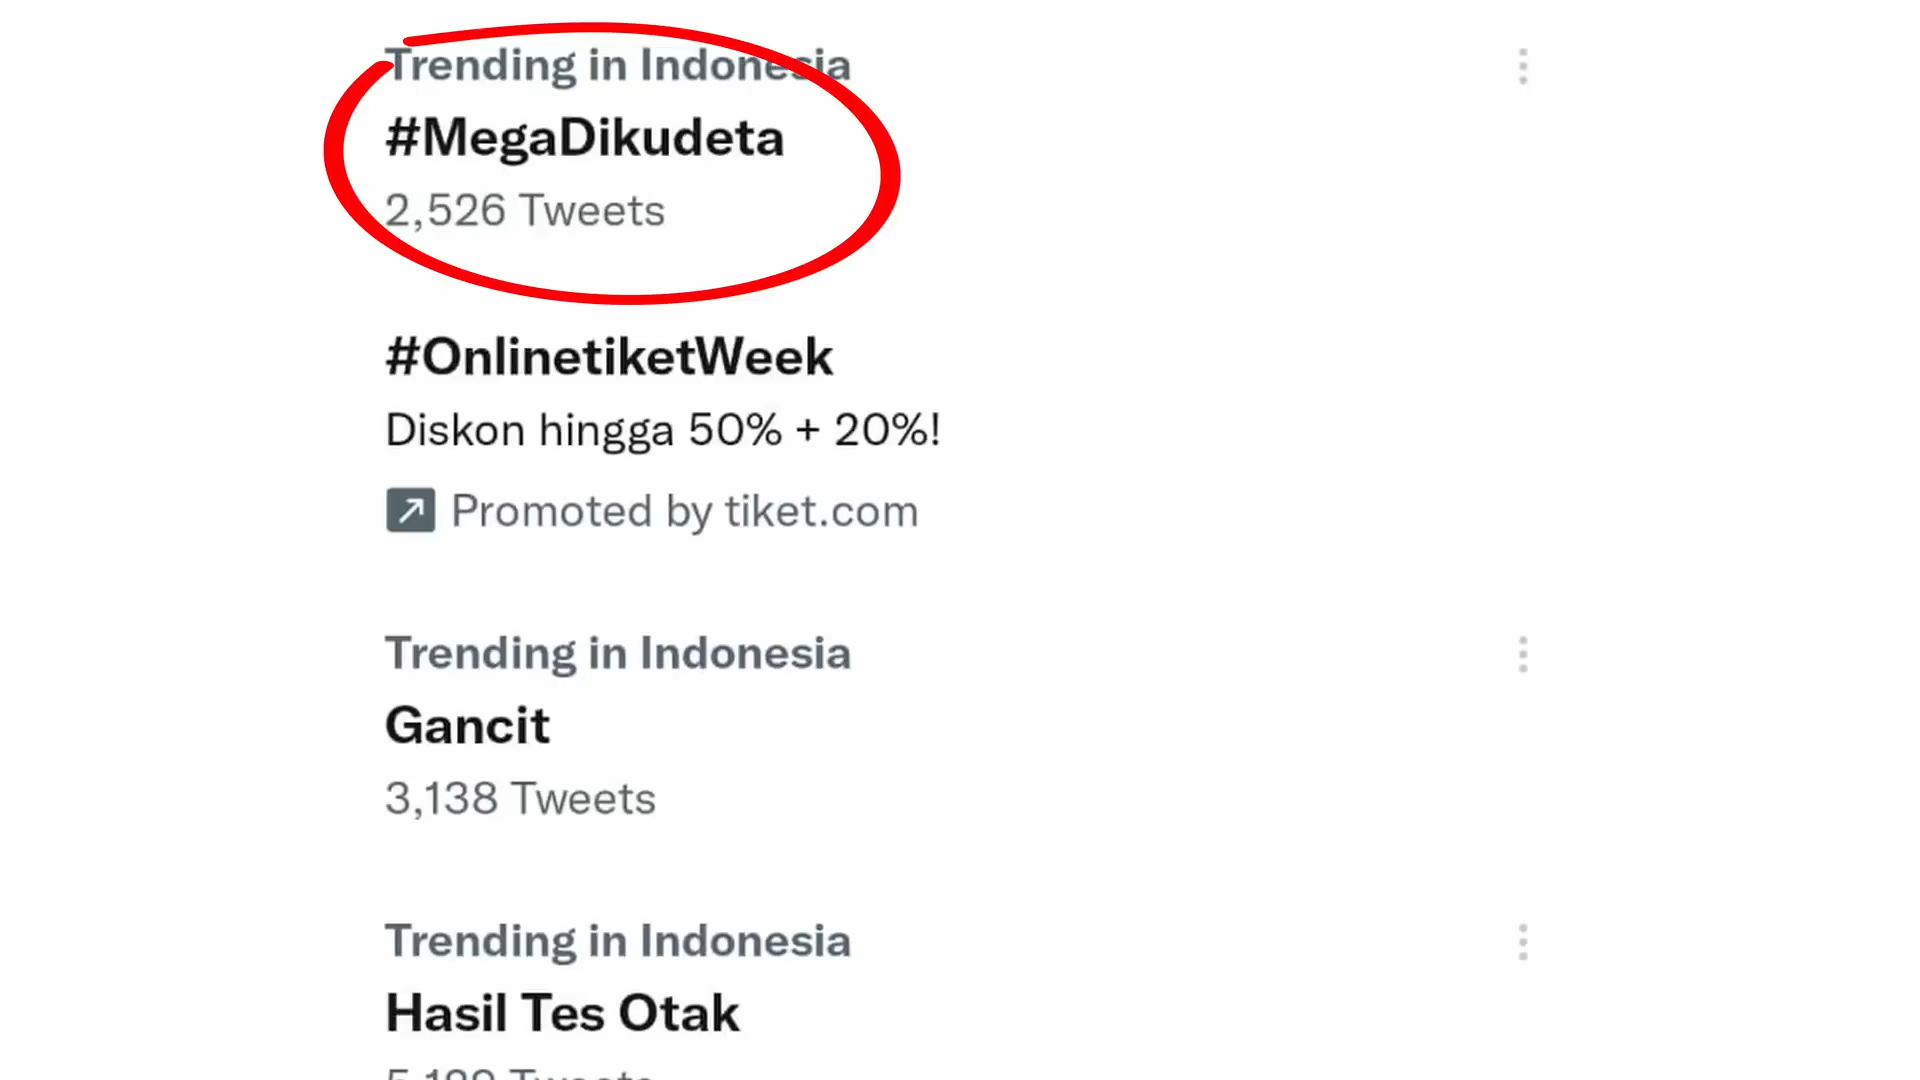 Trending in Indonesia
#MegaDikudeta
2,526 Tweets
#OnlinetiketWeek
Diskon hingga 50% + 20%!
Promoted by tiket.com
Trending in Indonesia
Gancit
3,138 Tweets
Trending in Indonesia
Hasil Tes Otak
Tweets